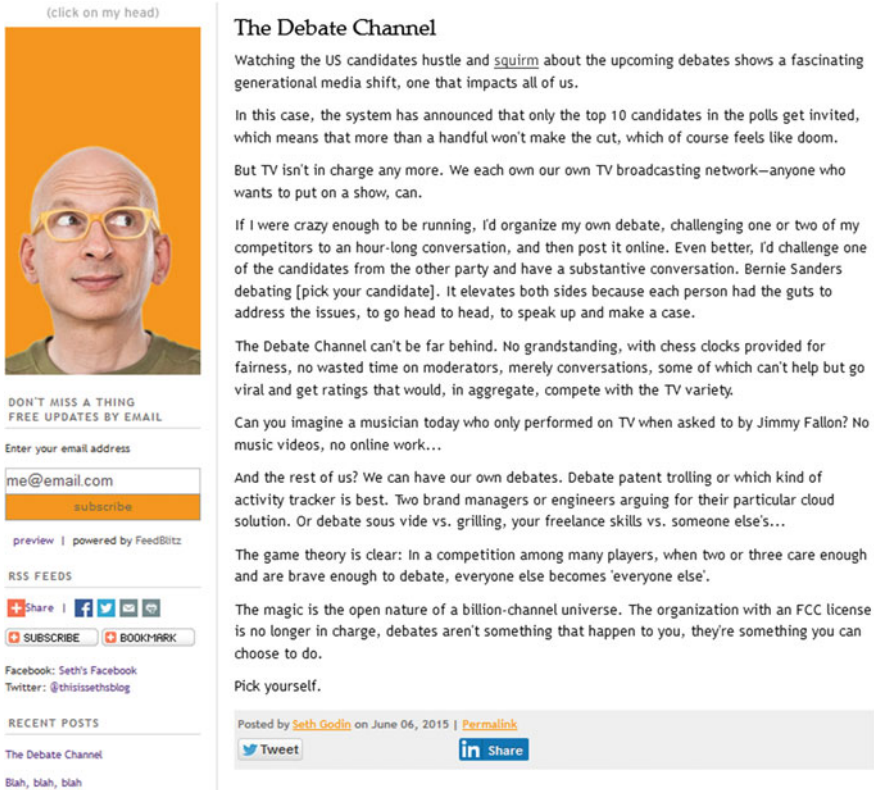 (click on my head)
DON'T MISS A THING
FREE UPDATES BY EMAIL
Enter your email address
me@email.com
subscribe
preview | powered by FeedBlitz
RSS FEEDS
Share |
SUBSCRIBE BOOKMARK
Facebook: Seth's Facebook
Twitter: @thisissethsblog
RECENT POSTS
The Debate Channel
Blah, blah, blah
The Debate Channel
Watching the US candidates hustle and squirm about the upcoming debates shows a fascinating
generational media shift, one that impacts all of us.
In this case, the system has announced that only the top 10 candidates in the polls get invited,
which means that more than a handful won't make the cut, which of course feels like doom.
But TV isn't in charge any more. We each own our own TV broadcasting network—anyone who
wants to put on a show, can.
If I were crazy enough to be running, I'd organize my own debate, challenging one or two of my
competitors to an hour-long conversation, and then post it online. Even better, I'd challenge one
of the candidates from the other party and have a substantive conversation. Bernie Sanders
debating [pick your candidate]. It elevates both sides because each person had the guts to
address the issues, to go head to head, to speak up and make a case.
The Debate Channel can't be far behind. No grandstanding, with chess clocks provided for
fairness, no wasted time on moderators, merely conversations, some of which can't help but go
viral and get ratings that would, in aggregate, compete with the TV variety.
Can you imagine a musician today who only performed on TV when asked to by Jimmy Fallon? No
music videos, no online work...
And the rest of us? We can have our own debates. Debate patent trolling or which kind of
activity tracker is best. Two brand managers or engineers arguing for their particular cloud
solution. Or debate sous vide vs. grilling, your freelance skills vs. someone else's...
The game theory is clear: In a competition among many players, when two or three care enough
and are brave enough to debate, everyone else becomes 'everyone else'.
The magic is the open nature of a billion-channel universe. The organization with an FCC license
is no longer in charge, debates aren't something that happen to you, they're something you can
choose to do.
Pick yourself.
Posted by Seth Godin on June 06, 2015 | Permalink
Tweet in Share